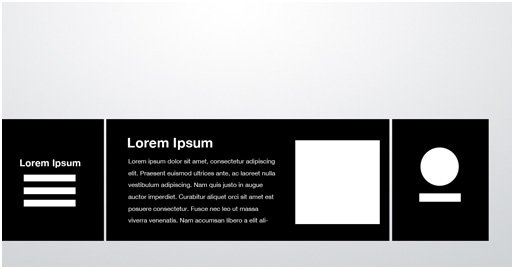 Lorem Ipsum
Lorem Ipsum
Lorem ipsum dolor sit amet, consectetur adipiscing
elit. Praesent euismod ultrices ante, ac laoreet nulla
vestibulum adipiscing. Nam quis justo in augue
auctor imperdiet. Curabitur aliquet orci sit amet est
posuere consectetur. Fusce nec leo ut massa
viverra venenatis. Nam accumsan libero a elit ali-